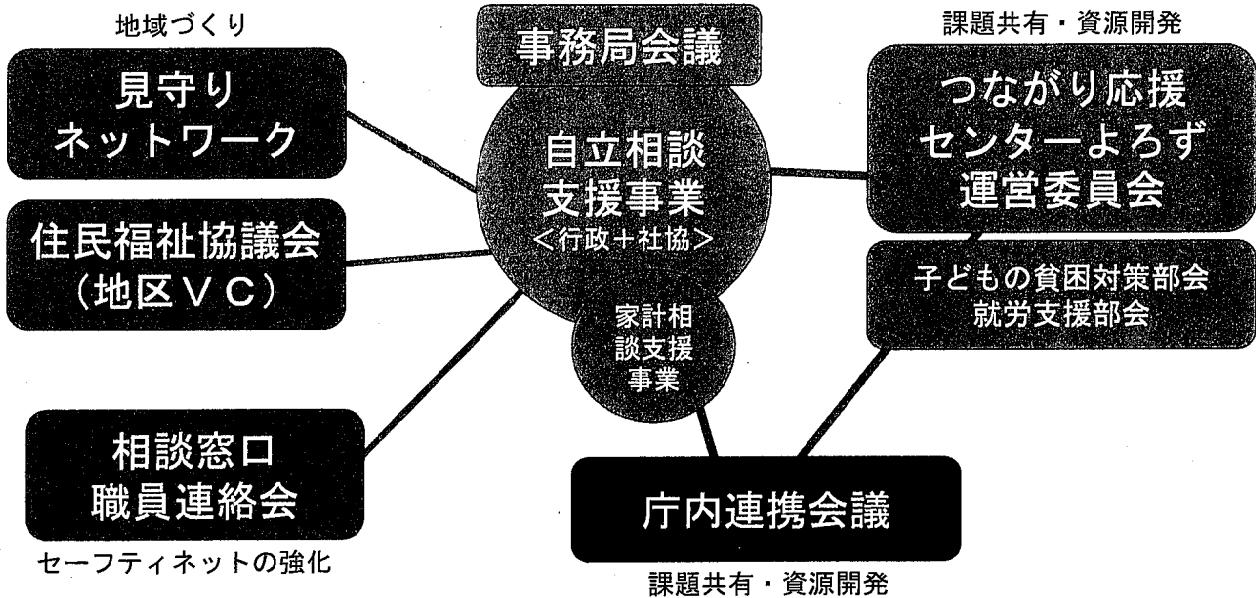 地域づくり
見守り
ネットワーク
住民福祉協議会
(地区VC)
相談窓口
職員連絡会
セーフティネットの強化
事務局会議
自立相談
支援事業
<行政+社協>
家計相
談支援
事業
課題共有・資源開発
つながり応援
センターよろず
運営委員会
子どもの貧困対策部会
就労支援部会
庁内連携会議
課題共有・資源開発